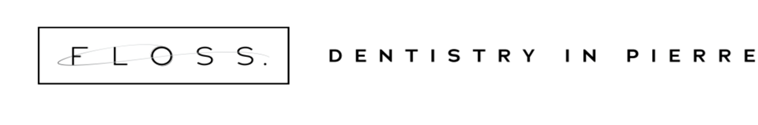 FLOSS. DENTISTRY IN PIERRE